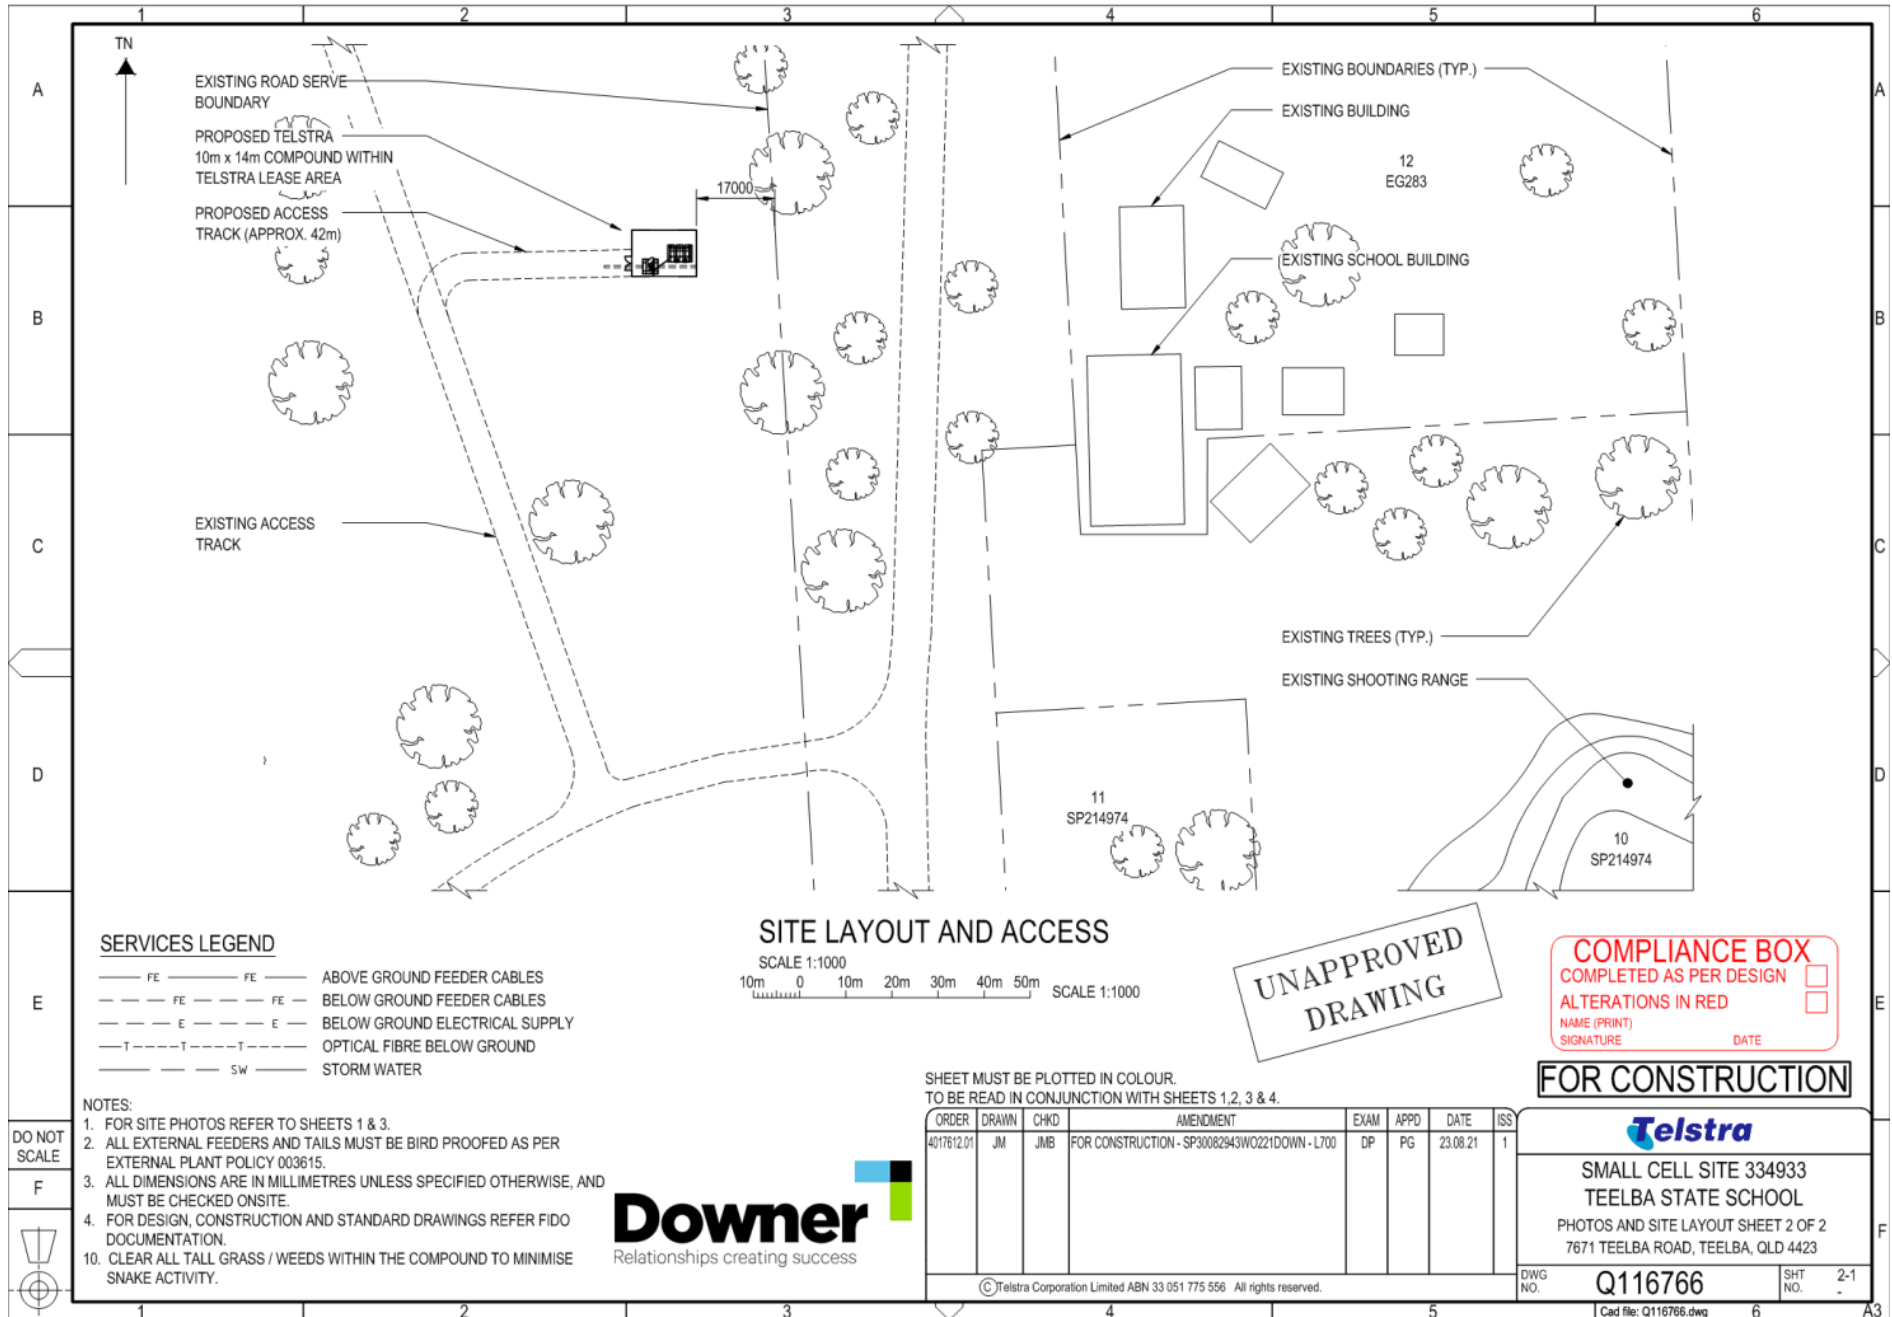 1 2 3 4 5 6
A A
B B
C C
D D
E E
F F
TN
EXISTING ROAD SERVE
BOUNDARY
PROPOSED TELSTRA
10m x 14m COMPOUND WITHIN
TELSTRA LEASE AREA
PROPOSED ACCESS
TRACK (APPROX. 42m)
17000
EXISTING ACCESS
TRACK
EXISTING BOUNDARIES (TYP.)
EXISTING BUILDING
12
EG283
EXISTING SCHOOL BUILDING
EXISTING TREES (TYP.)
EXISTING SHOOTING RANGE
11
SP214974
10
SP214974
SITE LAYOUT AND ACCESS
SCALE 1:1000
10m 0 10m 20m 30m 40m 50m SCALE 1:1000
SERVICES LEGEND
FE FE ABOVE GROUND FEEDER CABLES
FE FE BELOW GROUND FEEDER CABLES
E E BELOW GROUND ELECTRICAL SUPPLY
T T T OPTICAL FIBRE BELOW GROUND
SW STORM WATER
UNAPPROVED
DRAWING
COMPLIANCE BOX
COMPLETED AS PER DESIGN
ALTERATIONS IN RED
NAME (PRINT)
SIGNATURE DATE
FOR CONSTRUCTION
NOTES:
1. FOR SITE PHOTOS REFER TO SHEETS 1 & 3.
2. ALL EXTERNAL FEEDERS AND TAILS MUST BE BIRD PROOFED AS PER
EXTERNAL PLANT POLICY 003615.
3. ALL DIMENSIONS ARE IN MILLIMETRES UNLESS SPECIFIED OTHERWISE, AND
MUST BE CHECKED ONSITE.
4. FOR DESIGN, CONSTRUCTION AND STANDARD DRAWINGS REFER FIDO
DOCUMENTATION.
10. CLEAR ALL TALL GRASS / WEEDS WITHIN THE COMPOUND TO MINIMISE
SNAKE ACTIVITY.
DO NOT
SCALE
Downer
Relationships creating success
SHEET MUST BE PLOTTED IN COLOUR.
TO BE READ IN CONJUNCTION WITH SHEETS 1,2, 3 & 4.
ORDER DRAWN CHKD AMENDMENT EXAM APPD DATE ISS
4017612.01 JM JMB FOR CONSTRUCTION - SP30082943WO221DOWN - L700 DP PG 23.08.21 1
C Telstra Corporation Limited ABN 33 051 775 556 All rights reserved.
Telstra
SMALL CELL SITE 334933
TEELBA STATE SCHOOL
PHOTOS AND SITE LAYOUT SHEET 2 OF 2
7671 TEELBA ROAD, TEELBA, QLD 4423
DWG
NO.
Q116766
SHT
NO.
2-1
-
Cad file: Q116766.dwg
1 2 3 4 5 6
A3